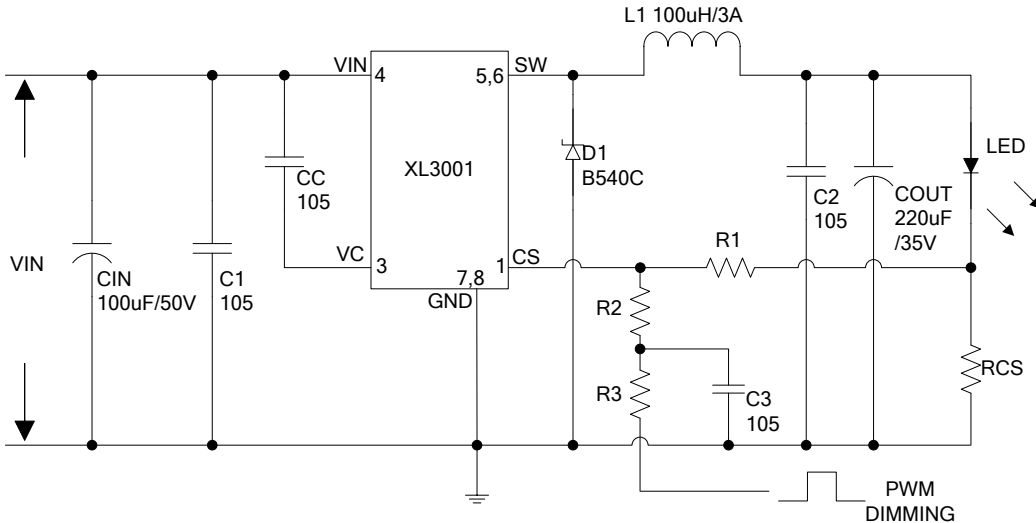 L1 100uH/3A
VIN
4
5,6
SW
XL3001
D1
B540C
LED
CC
105
C2
105
COUT
220uF
/35V
VIN
CIN
100uF/50V
C1
105
VC
3
7,8
GND
1
CS
R1
R2
R3
C3
105
RCS
PWM
DIMMING